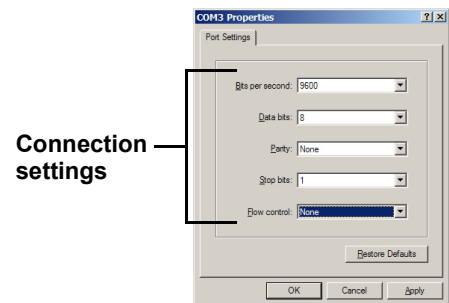 COM3 Properties
Port Settings
Bits per second: 9600
Data bits: 8
Parity: None
Stop bits: 1
Flow control: None
Restore Defaults
OK Cancel Apply
Connection
settings